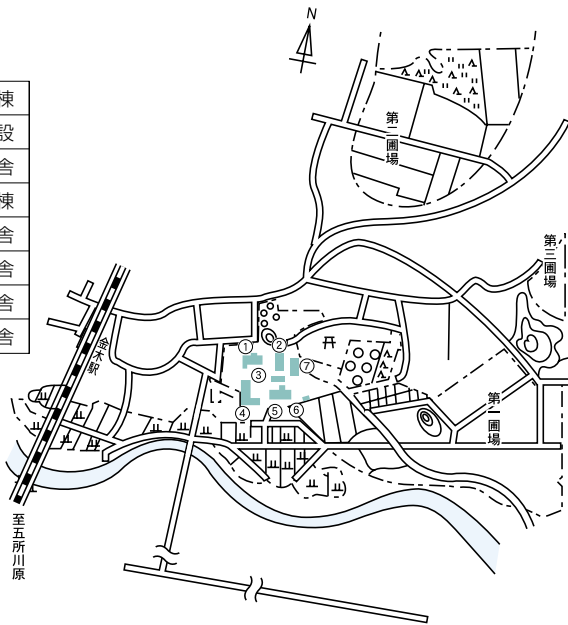 N
棟
設
舎
棟
舎
舎
舎
舎
第二圃場
第三圃場
第一圃場
金木駅
①
②
③
④
⑤
⑥
⑦
至五所川原